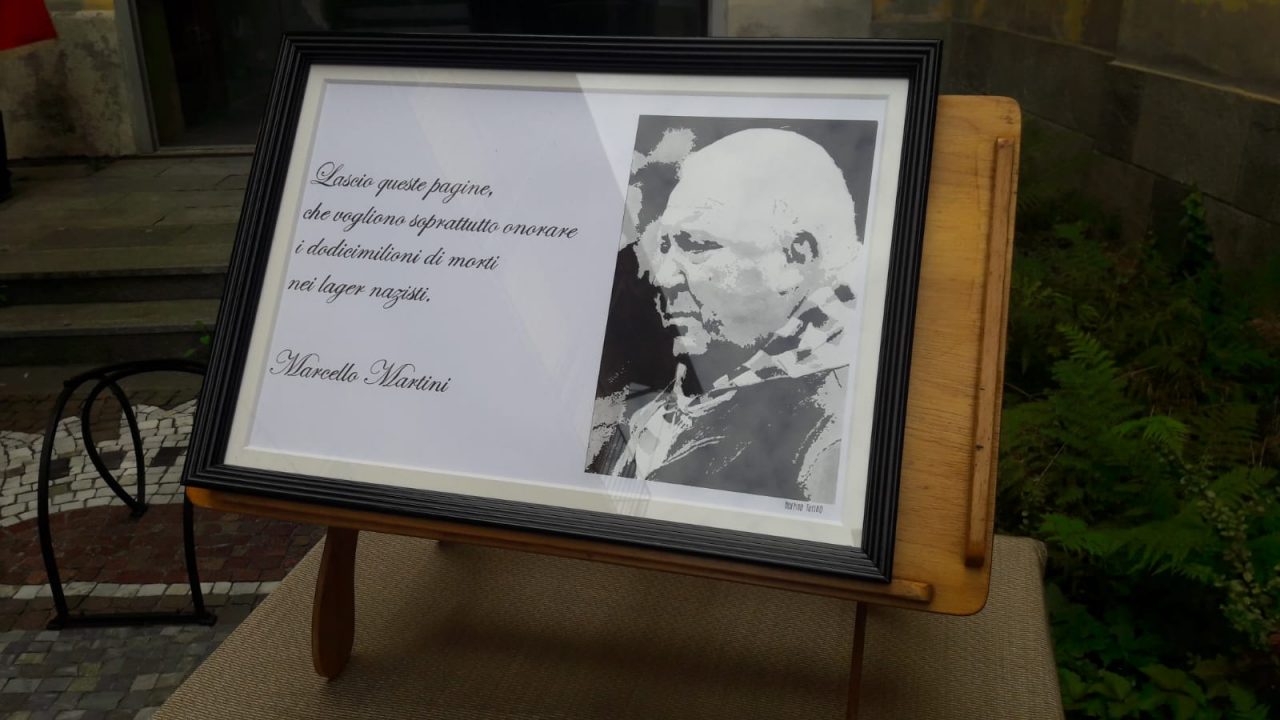 Lascio queste pagine,
che vogliono soprattutto onorare
i dodicimilioni di morti
nei lager nazisti.
Marcello Martini